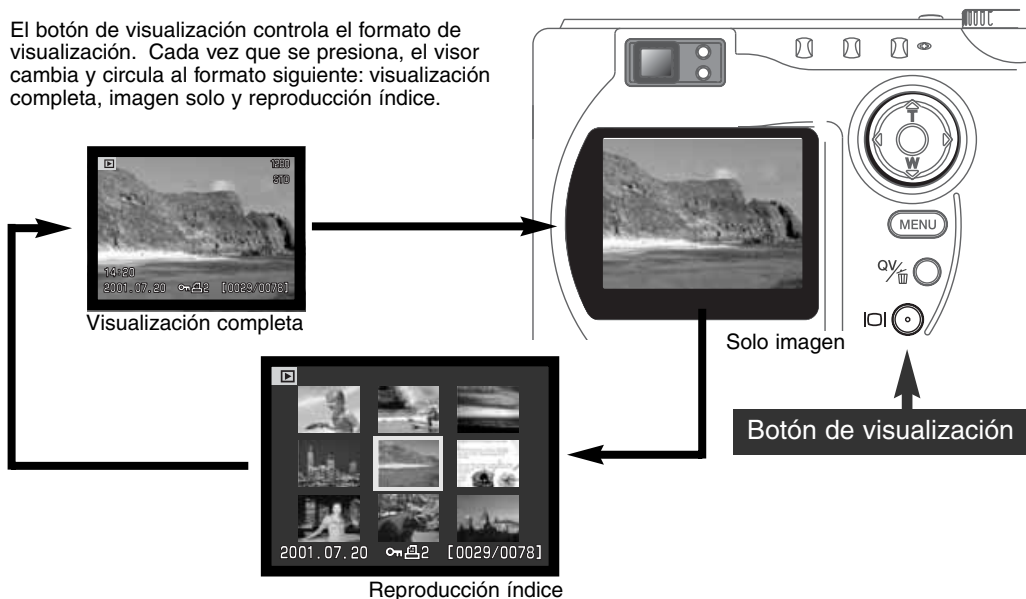 El botón de visualización controla el formato de
visualización. Cada vez que se presiona, el visor
cambia y circula al formato siguiente: visualización
completa, imagen solo y reproducción índice.
1280
STD
14:20
2001.07.20 2 [0029/0078]
Visualización completa
T
W
MENU
QV/
Solo imagen
Botón de visualización
2001.07.20 2 [0029/0078]
Reproducción índice